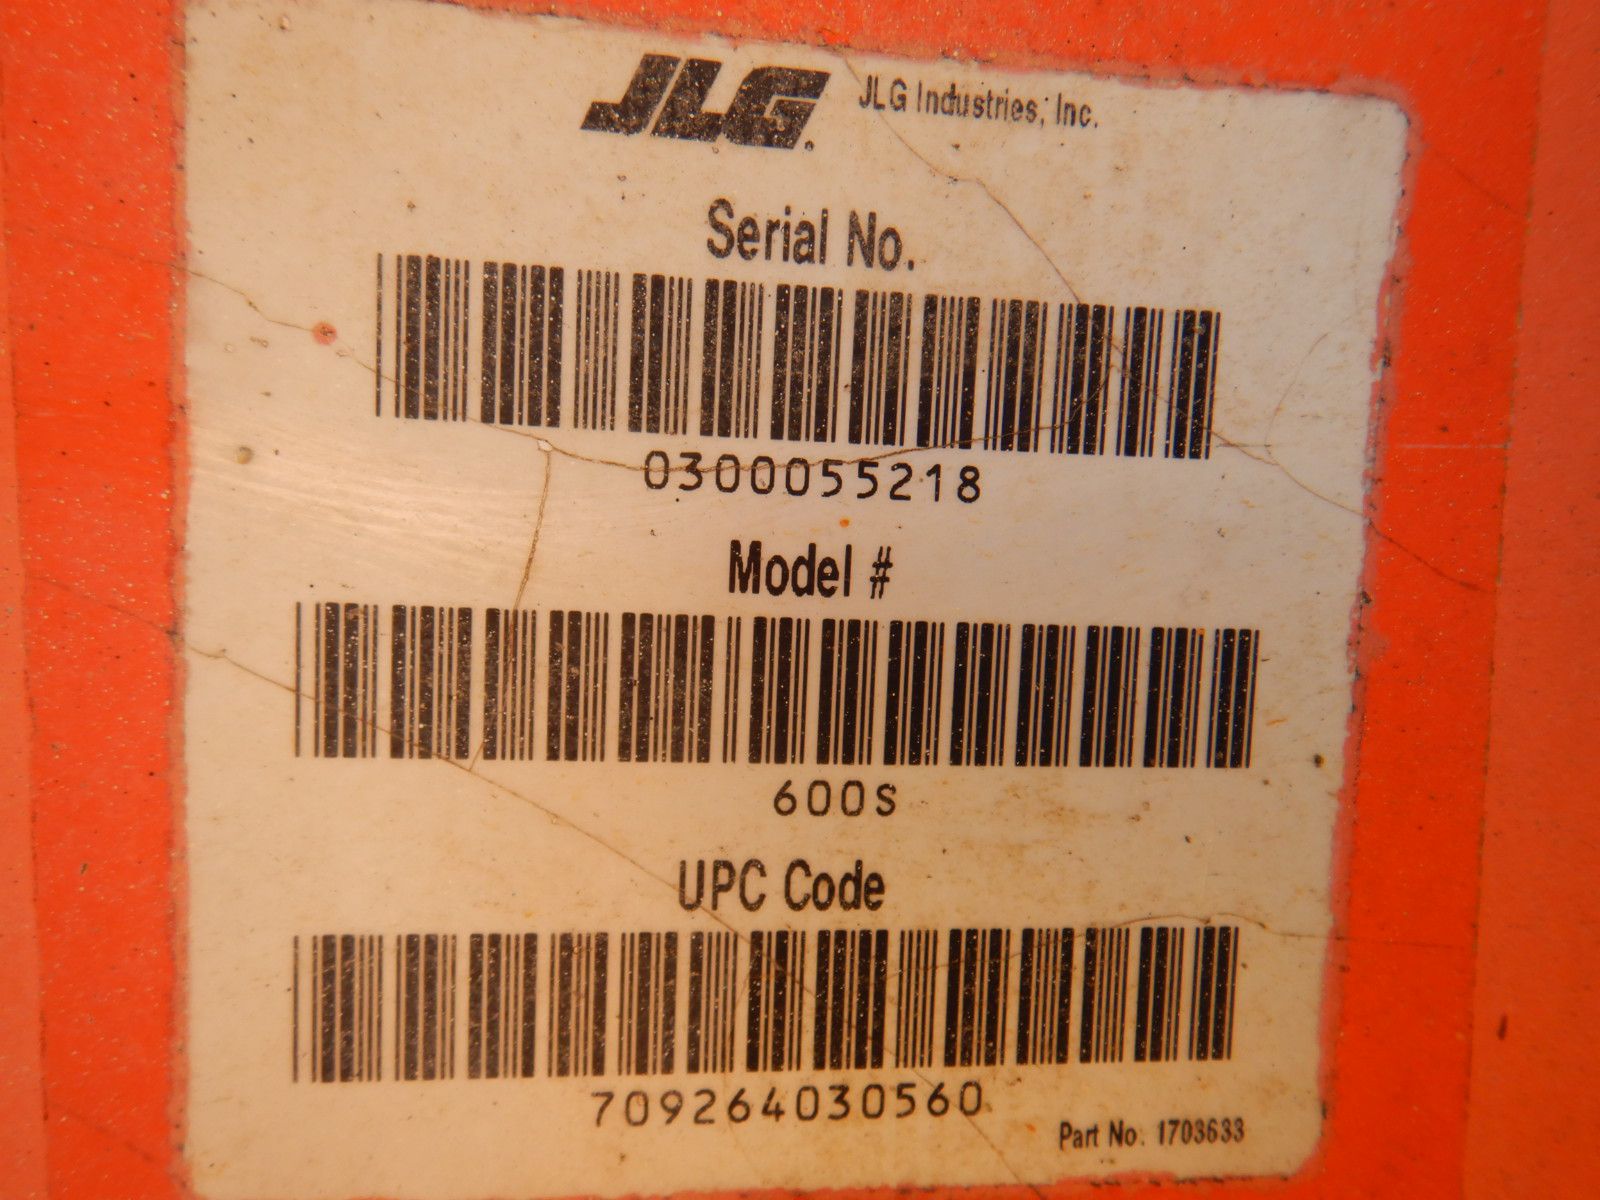 JLG
JLG Industries, Inc.
Serial No.
0300055218
Model #
600S
UPC Code
709264030560
Part No. 1703633